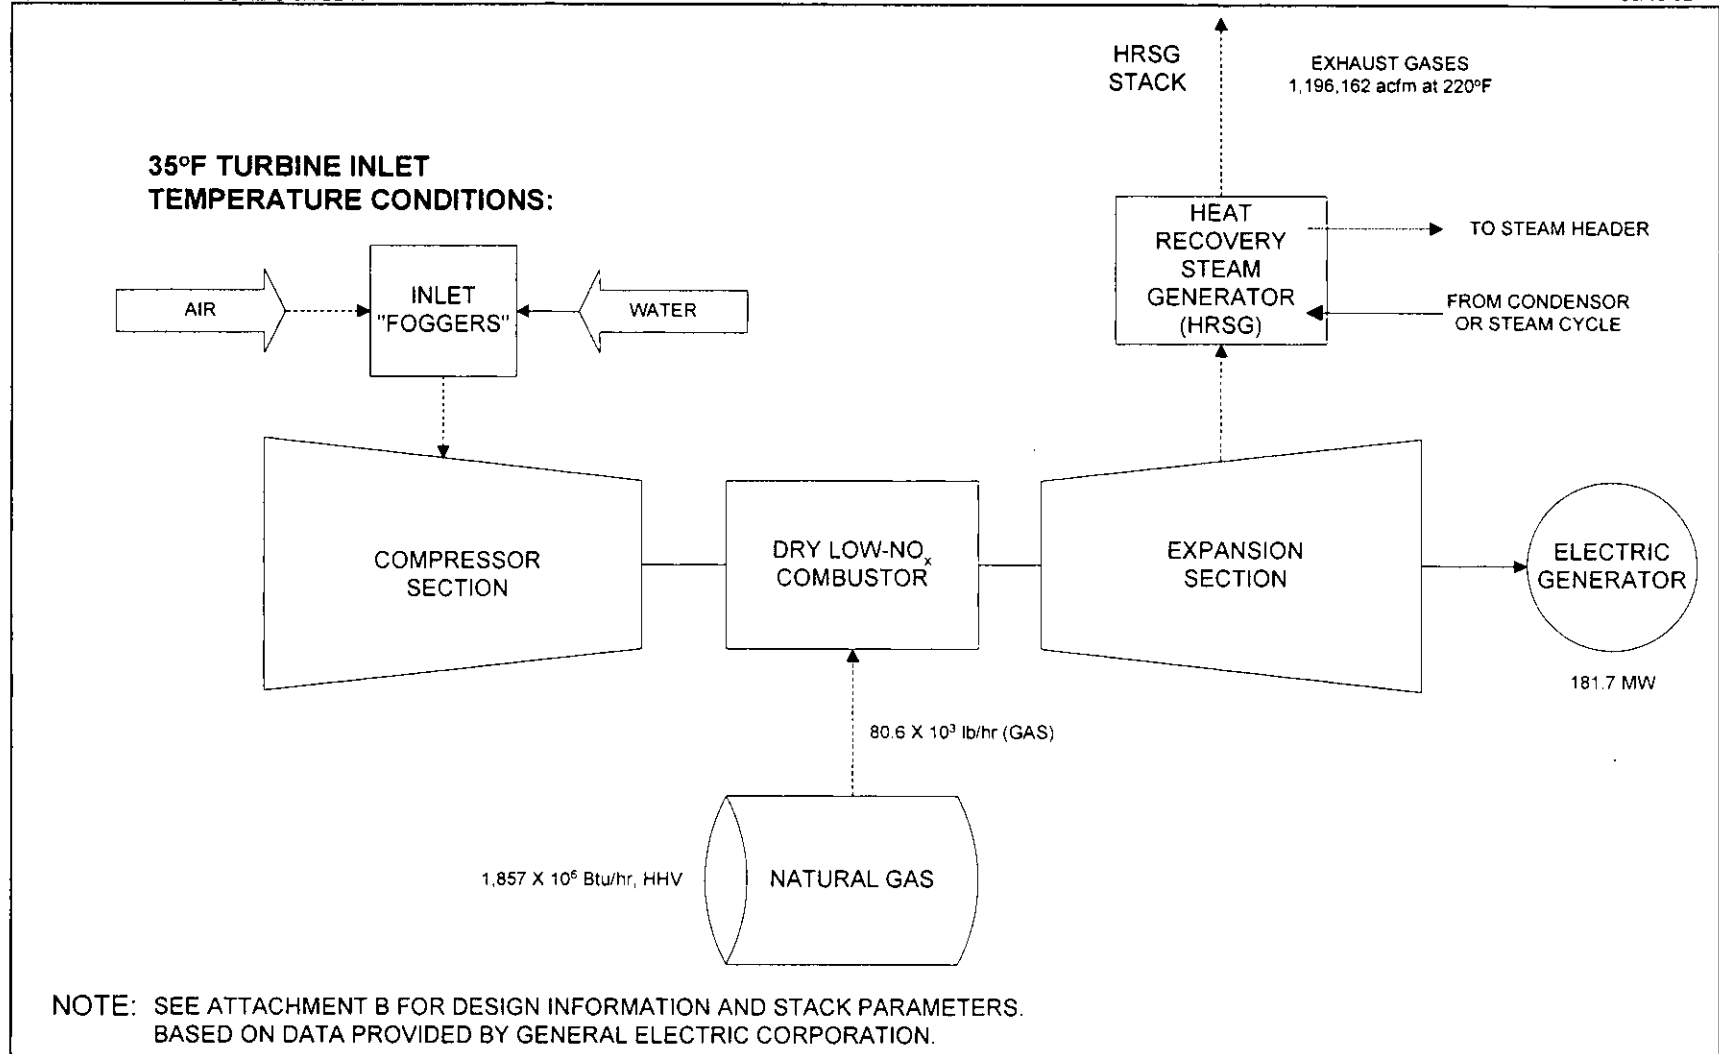 HRSG
STACK
EXHAUST GASES
1,196,162 acfm at 220ºF
35ºF TURBINE INLET
TEMPERATURE CONDITIONS:
AIR
INLET
"FOGGERS"
WATER
HEAT
RECOVERY
STEAM
GENERATOR
(HRSG)
TO STEAM HEADER
FROM CONDENSOR
OR STEAM CYCLE
COMPRESSOR
SECTION
DRY LOW-NOₓ
COMBUSTOR
EXPANSION
SECTION
ELECTRIC
GENERATOR
181.7 MW
80.6 X 10³ lb/hr (GAS)
1,857 X 10⁶ Btu/hr, HHV
NATURAL GAS
NOTE: SEE ATTACHMENT B FOR DESIGN INFORMATION AND STACK PARAMETERS.
BASED ON DATA PROVIDED BY GENERAL ELECTRIC CORPORATION.